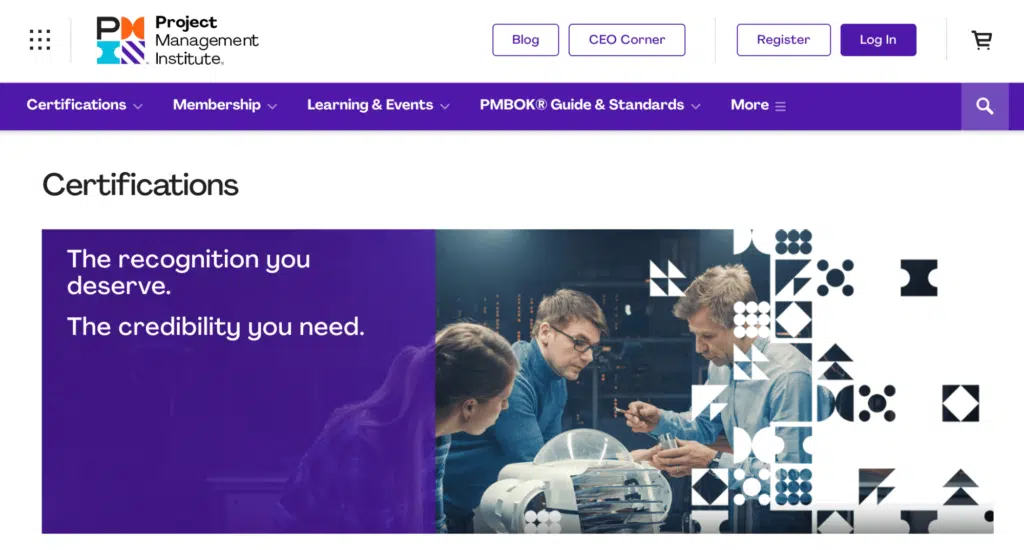 Project
Management
Institute.
Blog
CEO Corner
Register
Log In
Certifications
Membership
Learning & Events
PMBOK® Guide & Standards
More
Certifications
The recognition you
deserve.
The credibility you need.